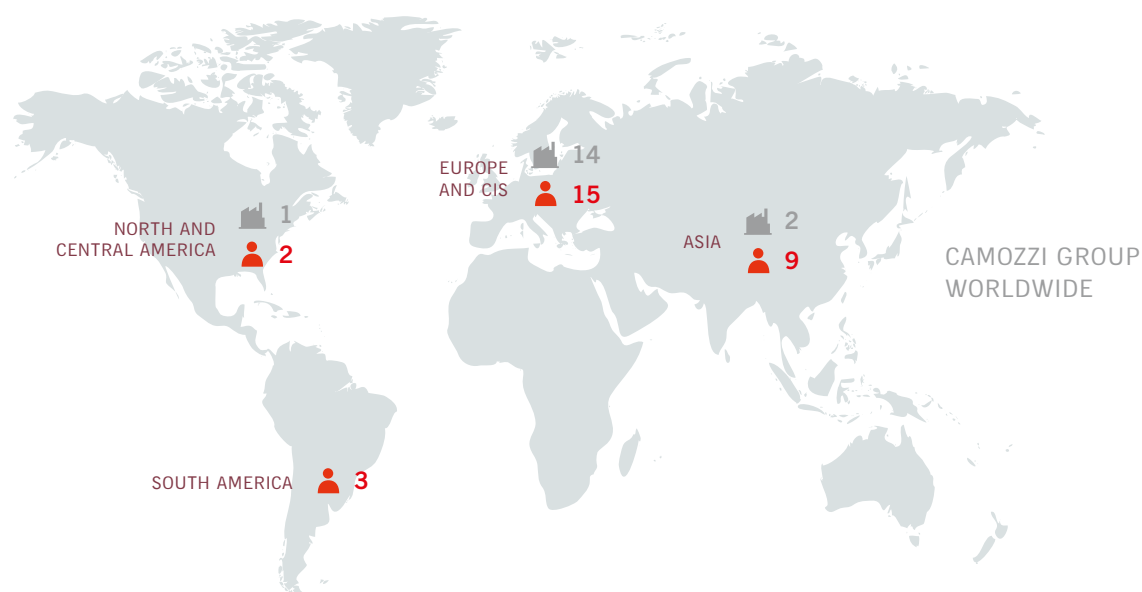 EUROPE
AND CIS
14
15
NORTH AND
CENTRAL AMERICA
1
2
ASIA
2
9
CAMOZZI GROUP
WORLDWIDE
SOUTH AMERICA
3